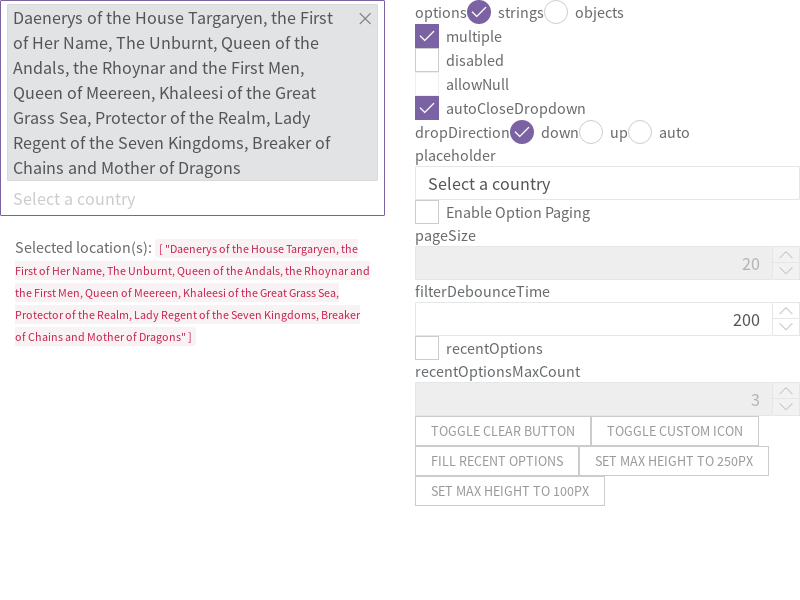 Daenerys of the House Targaryen, the First
of Her Name, The Unburnt, Queen of the
Andals, the Rhoynar and the First Men,
Queen of Meereen, Khaleesi of the Great
Grass Sea, Protector of the Realm, Lady
Regent of the Seven Kingdoms, Breaker of
Chains and Mother of Dragons
Select a country
Selected location(s): [ "Daenerys of the House Targaryen, the
First of Her Name, The Unburnt, Queen of the Andals, the Rhoynar and
the First Men, Queen of Meereen, Khaleesi of the Great Grass Sea,
Protector of the Realm, Lady Regent of the Seven Kingdoms, Breaker
of Chains and Mother of Dragons" ]
options strings objects
multiple
disabled
allowNull
autoCloseDropdown
dropDirection down up auto
placeholder
Select a country
Enable Option Paging
pageSize
20
filterDebounceTime
200
recentOptions
recentOptionsMaxCount
3
TOGGLE CLEAR BUTTON TOGGLE CUSTOM ICON
FILL RECENT OPTIONS SET MAX HEIGHT TO 250PX
SET MAX HEIGHT TO 100PX